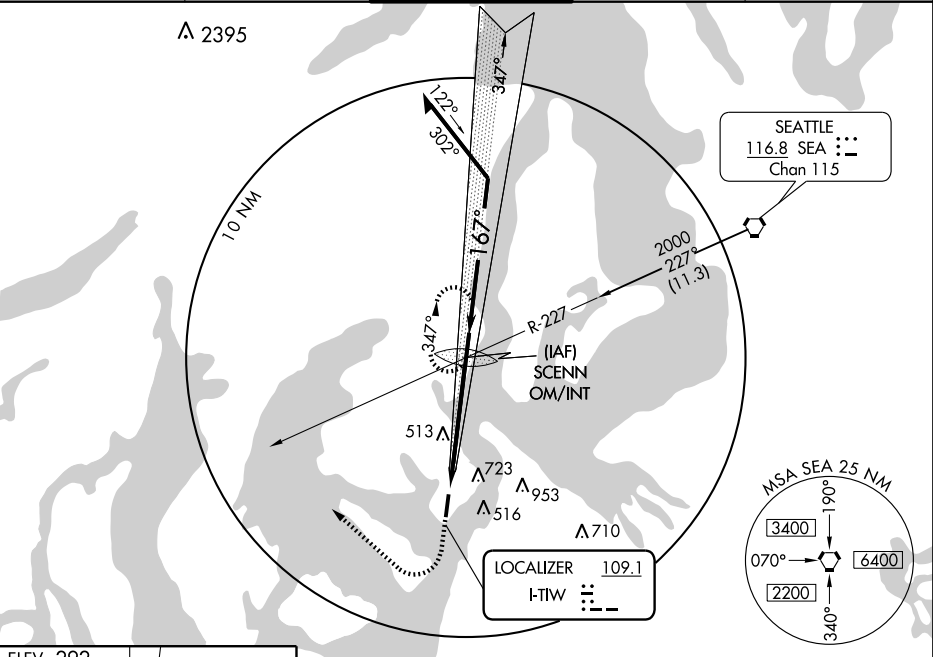 2395
347°
122°
302°
10 NM
SEATTLE
116.8 SEA
Chan 115
167°
2000
227°
(11.3)
R-227
347°
(IAF)
SCENN
OM/INT
513
723
953
516
710
LOCALIZER 109.1
I-TIW
MSA SEA 25 NM
190°
3400
070°
6400
2200
340°